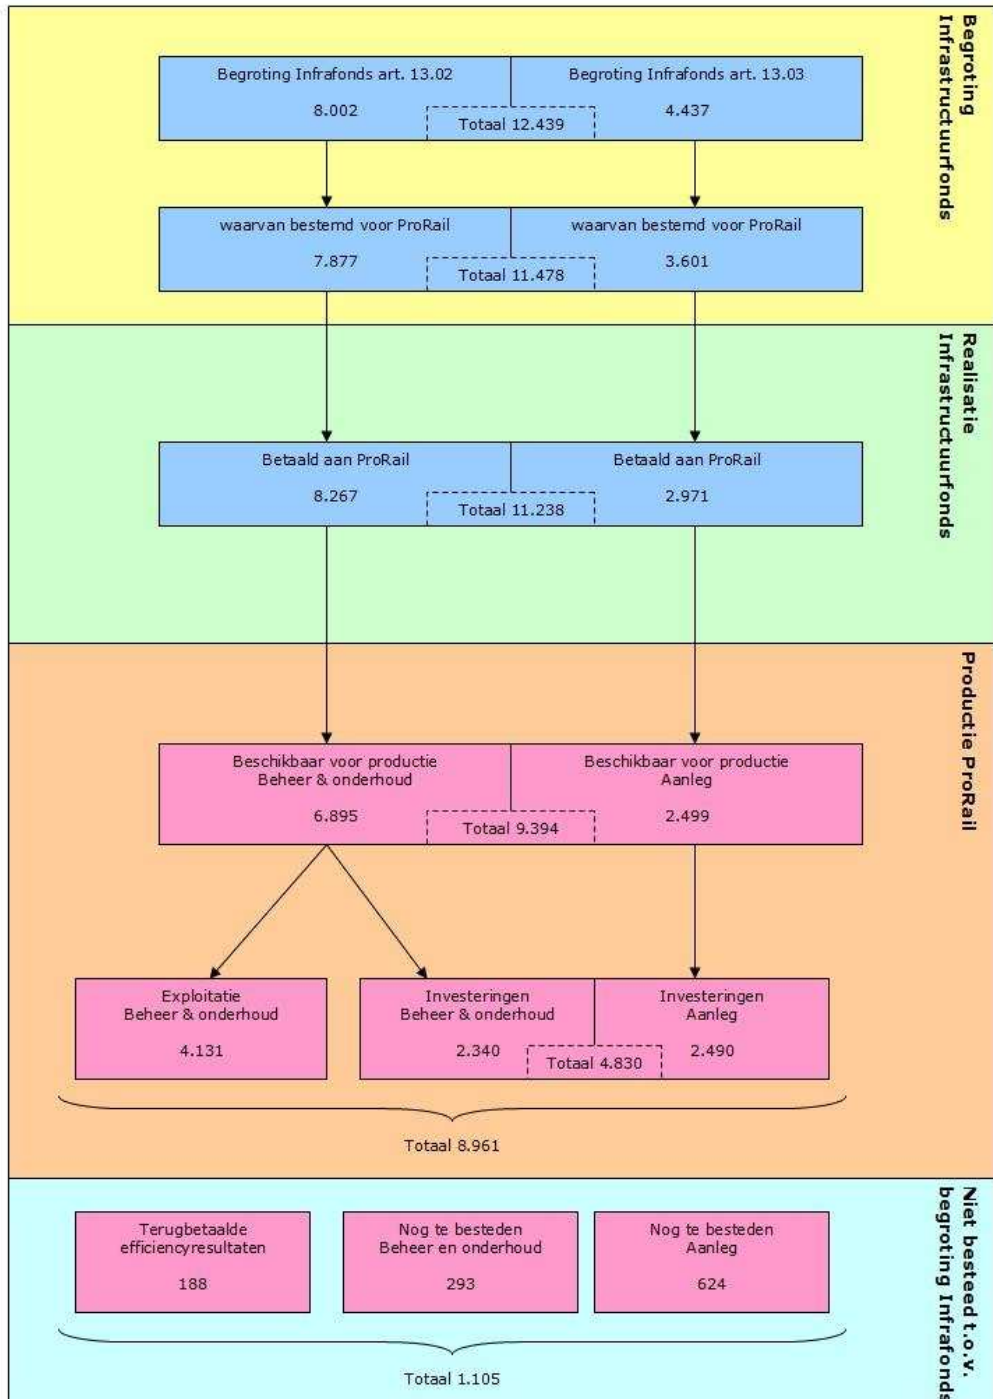 Begroting
Infrastructuurfonds
Begroting Infrafonds art. 13.02
8.002
Begroting Infrafonds art. 13.03
4.437
Totaal 12.439
waarvan bestemd voor ProRail
7.877
waarvan bestemd voor ProRail
3.601
Totaal 11.478
Realisatie
Infrastructuurfonds
Betaald aan ProRail
8.267
Betaald aan ProRail
2.971
Totaal 11.238
Productie ProRail
Beschikbaar voor productie
Beheer & onderhoud
6.895
Beschikbaar voor productie
Aanleg
2.499
Totaal 9.394
Exploitatie
Beheer & onderhoud
4.131
Investeringen
Beheer & onderhoud
2.340
Investeringen
Aanleg
2.490
Totaal 4.830
Totaal 8.961
Niet besteed t.o.v.
begroting Infrafonds
Terugbetaalde
efficiencyresultaten
188
Nog te besteden
Beheer en onderhoud
293
Nog te besteden
Aanleg
624
Totaal 1.105